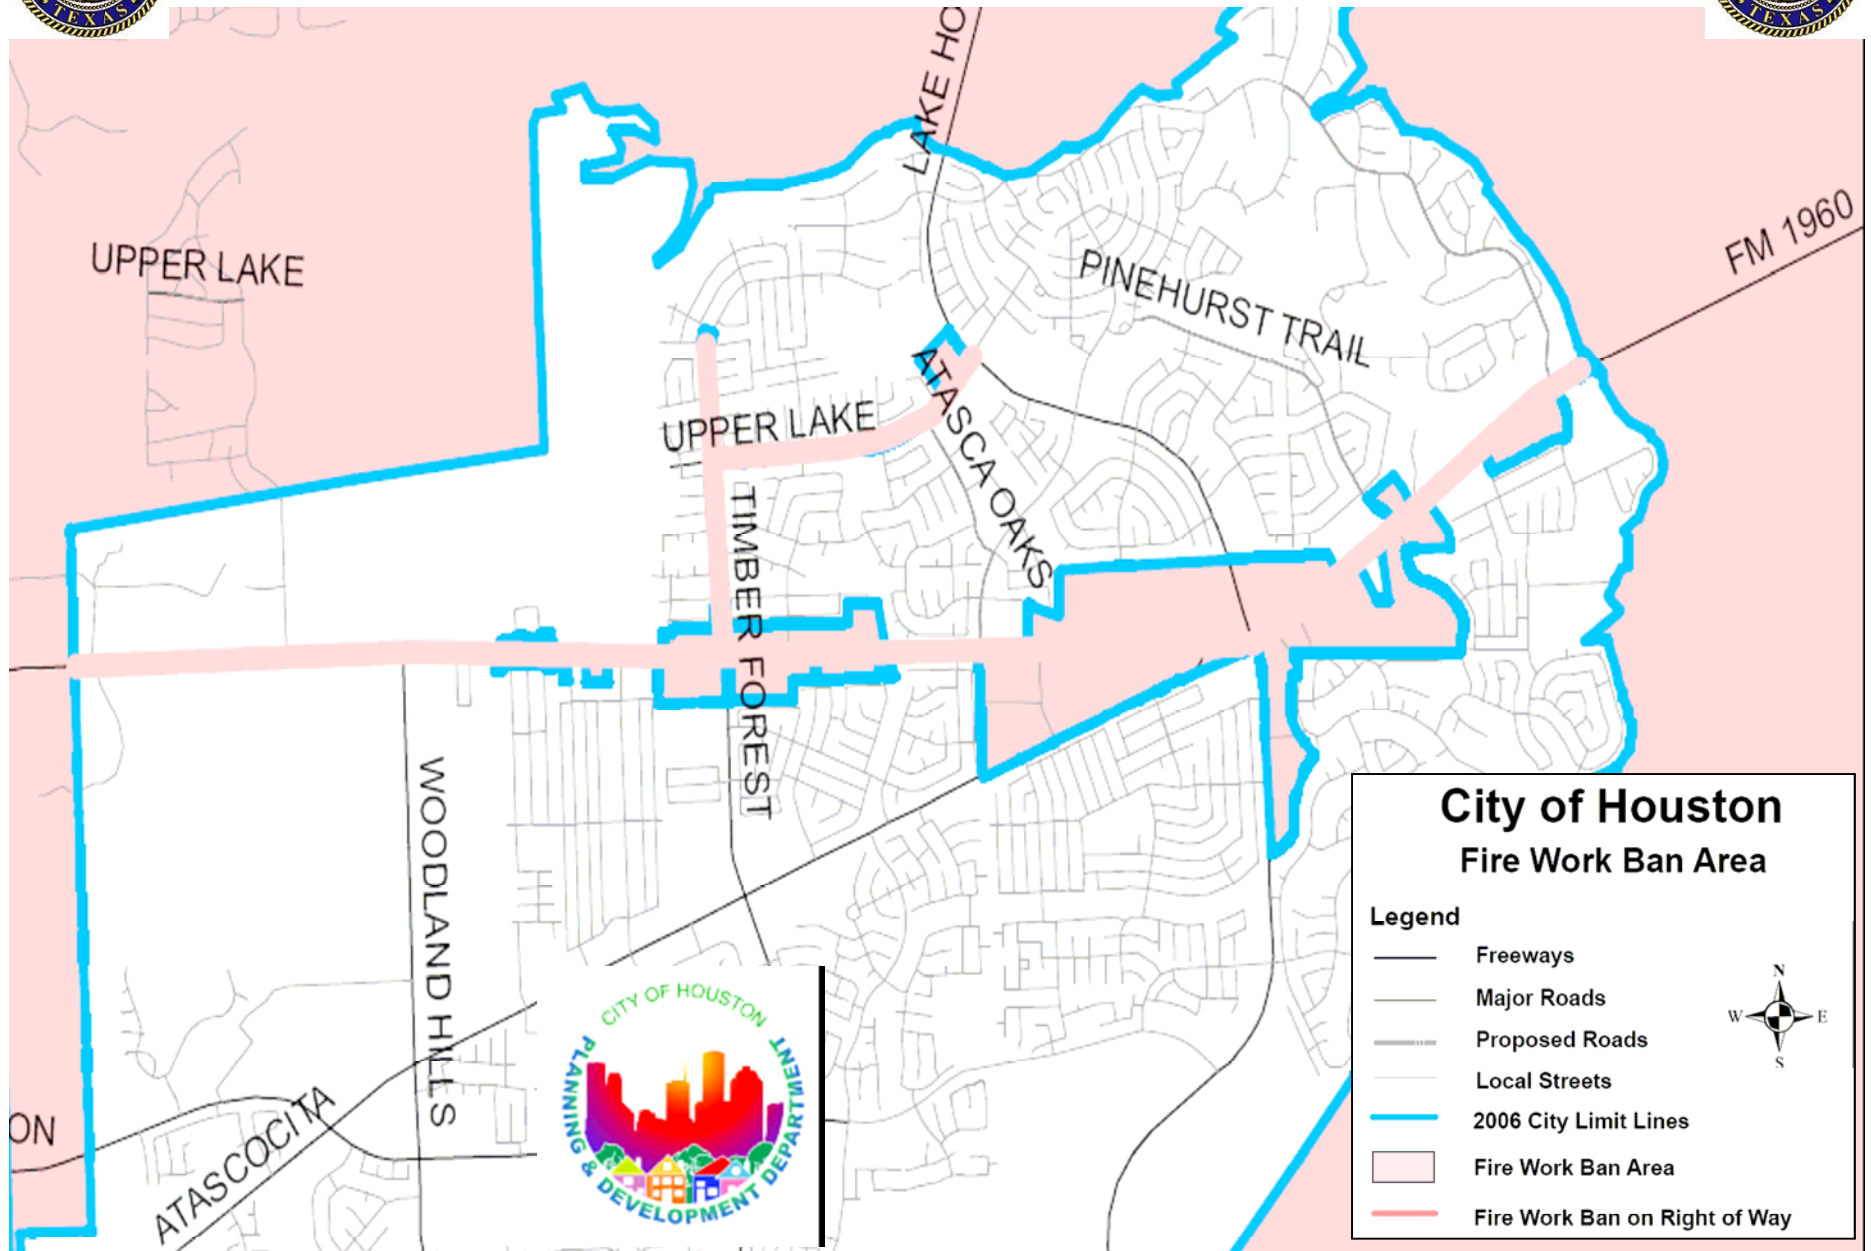 TEXAS
TEXAS
LAKE HO
UPPER LAKE
FM 1960
PINEHURST TRAIL
UPPER LAKE
ATASCA OAKS
TIMBER FOREST
WOODLAND HILLS
ON
ATASCOCITA
CITY OF HOUSTON
PLANNING & DEVELOPMENT DEPARTMENT
City of Houston
Fire Work Ban Area
Legend
Freeways
Major Roads
Proposed Roads
Local Streets
2006 City Limit Lines
Fire Work Ban Area
Fire Work Ban on Right of Way
N
W E
S